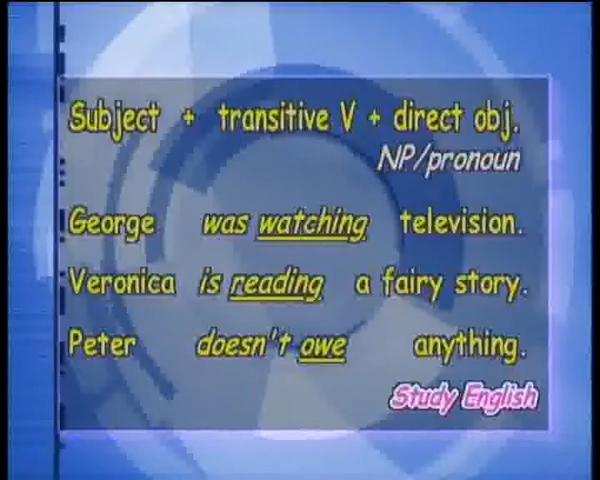 Subject + transitive V + direct obj.
NP/pronoun
George was watching television.
Veronica is reading a fairy story.
Peter doesn't owe anything.
Study English